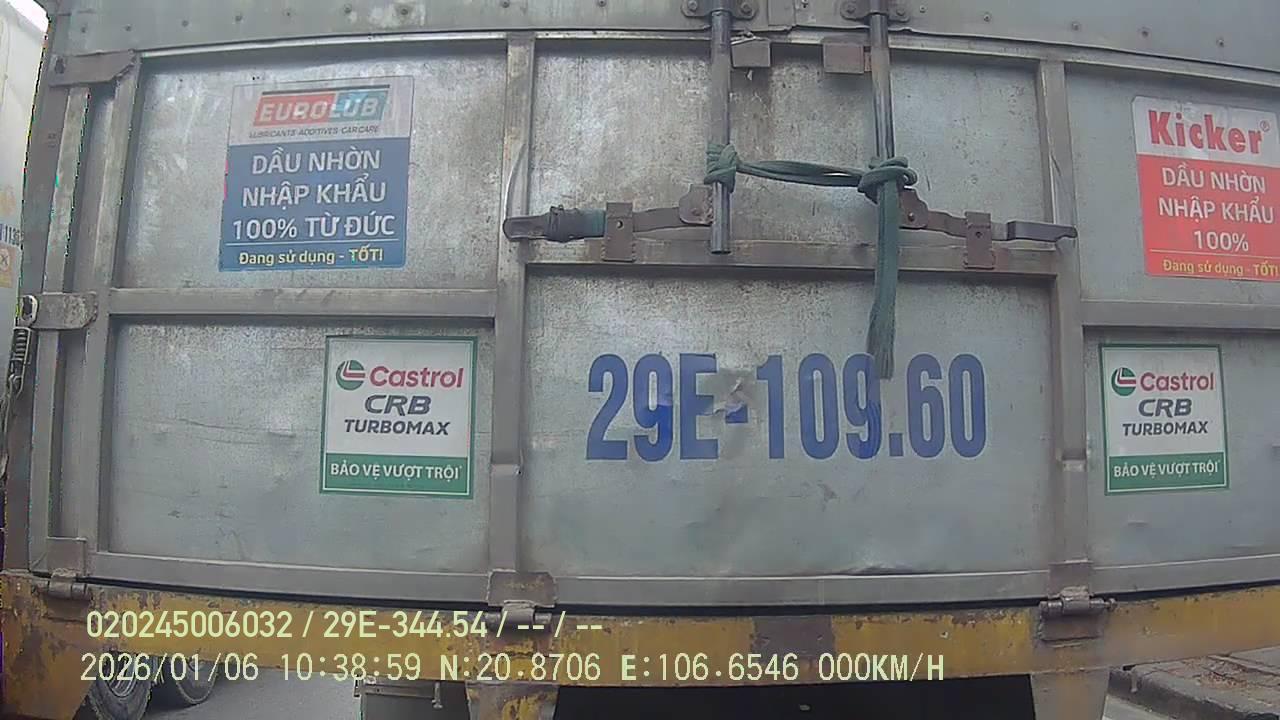 EUROLUB
LUBRICANTS · ADDITIVES · CAR CARE
DẦU NHỜN
NHẬP KHẨU
100% TỪ ĐỨC
Đang sử dụng - TỐT!
Kicker®
DẦU NHỜN
NHẬP KHẨU
100%
Đang sử dụng - TỐT!
Castrol
CRB
TURBOMAX
BẢO VỆ VƯỢT TRỘI
29E-109.60
Castrol
CRB
TURBOMAX
BẢO VỆ VƯỢT TRỘI
020245006032 / 29E-344.54 / -- / --
2026/01/06 10:38:59 N:20.8706 E:106.6546 000KM/H